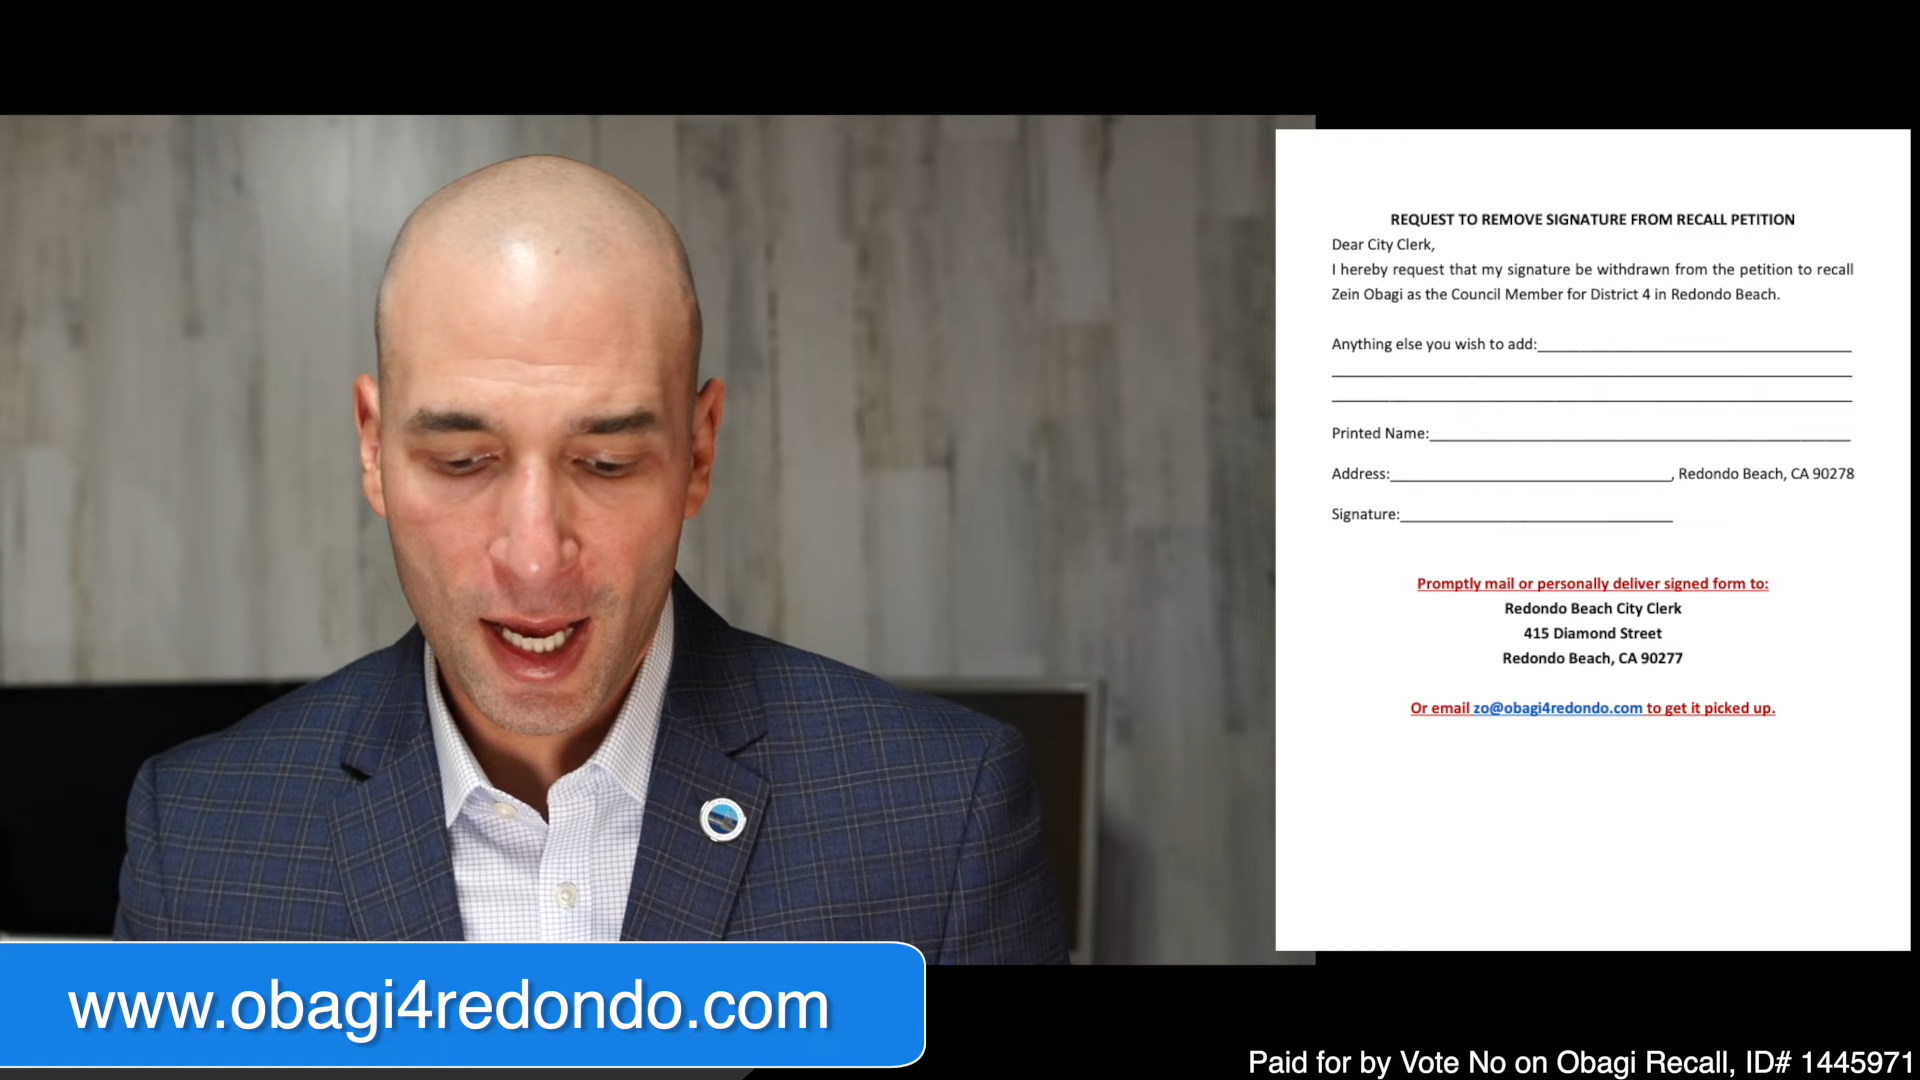 REQUEST TO REMOVE SIGNATURE FROM RECALL PETITION
Dear City Clerk,
I hereby request that my signature be withdrawn from the petition to recall
Zein Obagi as the Council Member for District 4 in Redondo Beach.
Anything else you wish to add:
Printed Name:
Address: , Redondo Beach, CA 90278
Signature:
Promptly mail or personally deliver signed form to:
Redondo Beach City Clerk
415 Diamond Street
Redondo Beach, CA 90277
Or email zo@obagi4redondo.com to get it picked up.
www.obagi4redondo.com
Paid for by Vote No on Obagi Recall, ID# 1445971